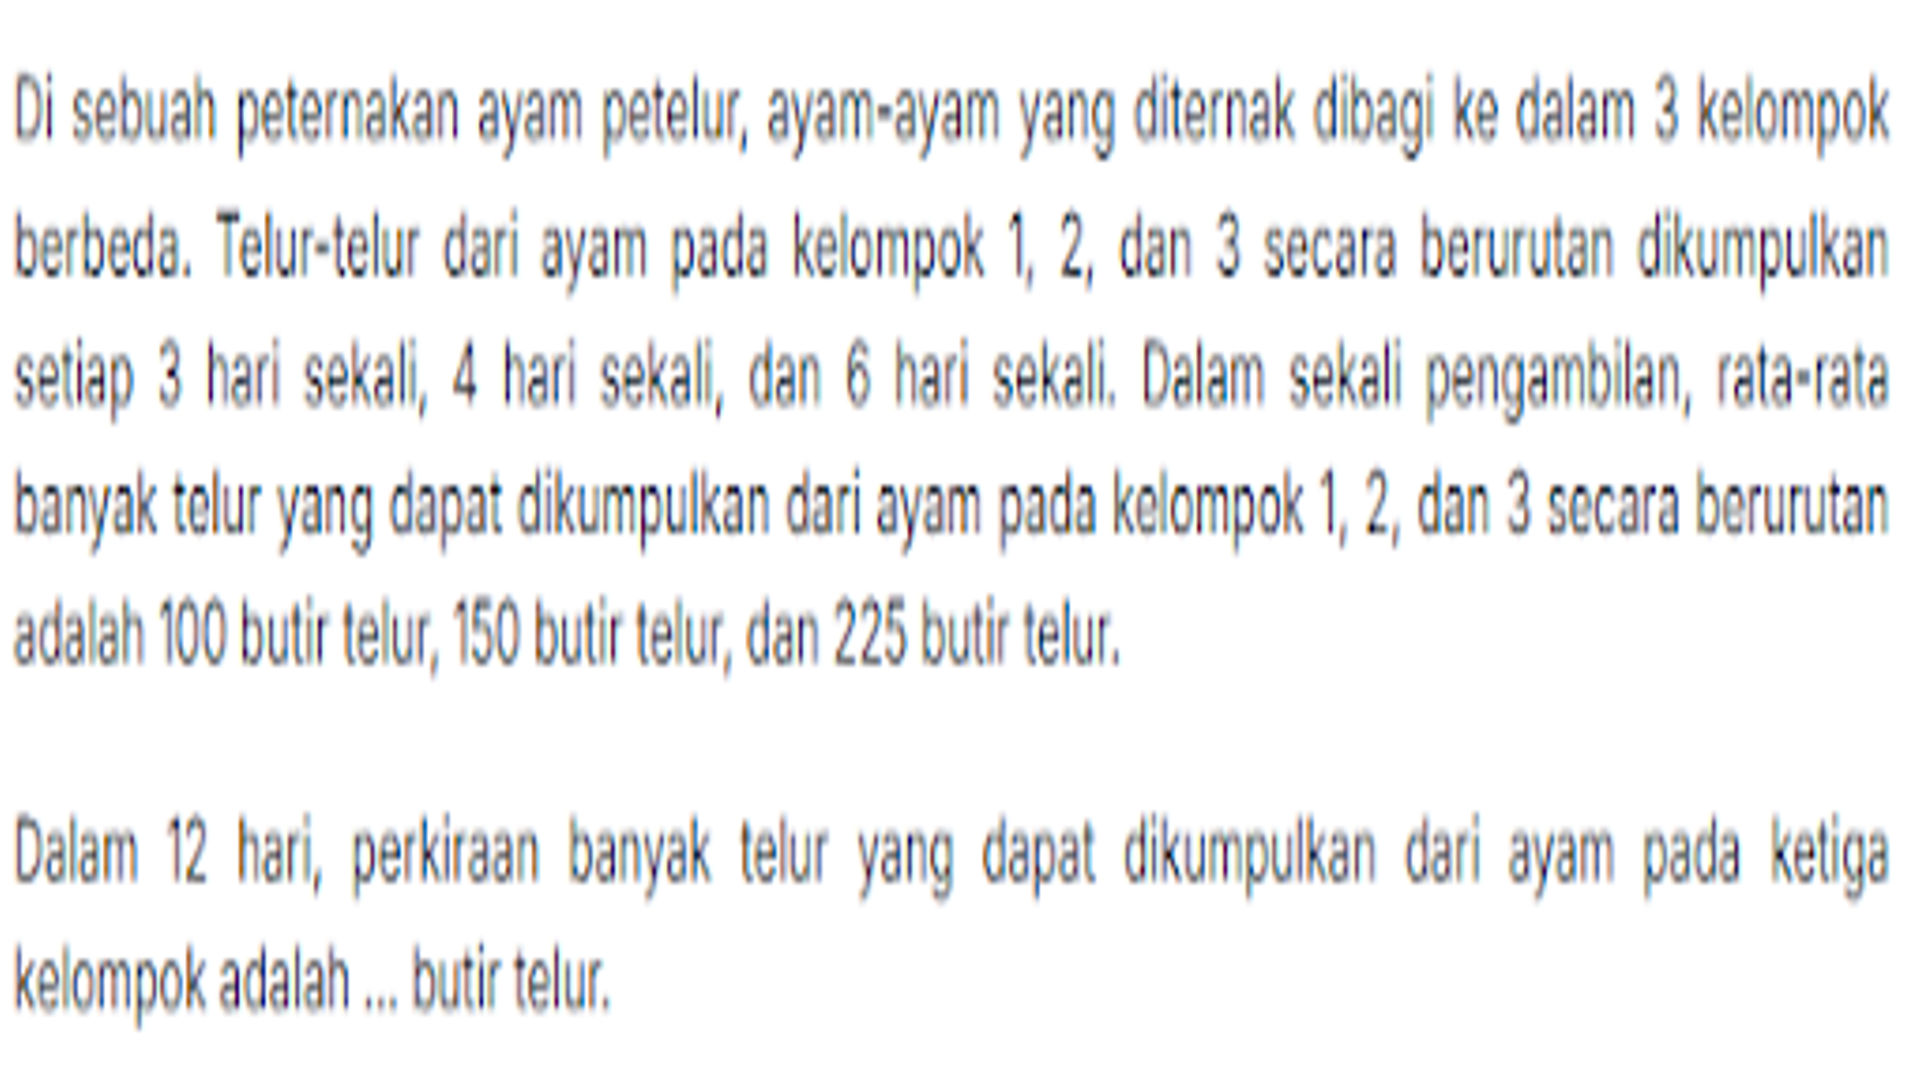 Di sebuah peternakan ayam petelur, ayam-ayam yang diternak dibagi ke dalam 3 kelompok
berbeda. Telur-telur dari ayam pada kelompok 1, 2, dan 3 secara berurutan dikumpulkan
setiap 3 hari sekali, 4 hari sekali, dan 6 hari sekali. Dalam sekali pengambilan, rata-rata
banyak telur yang dapat dikumpulkan dari ayam pada kelompok 1, 2, dan 3 secara berurutan
adalah 100 butir telur, 150 butir telur, dan 225 butir telur.
Dalam 12 hari, perkiraan banyak telur yang dapat dikumpulkan dari ayam pada ketiga
kelompok adalah ... butir telur.